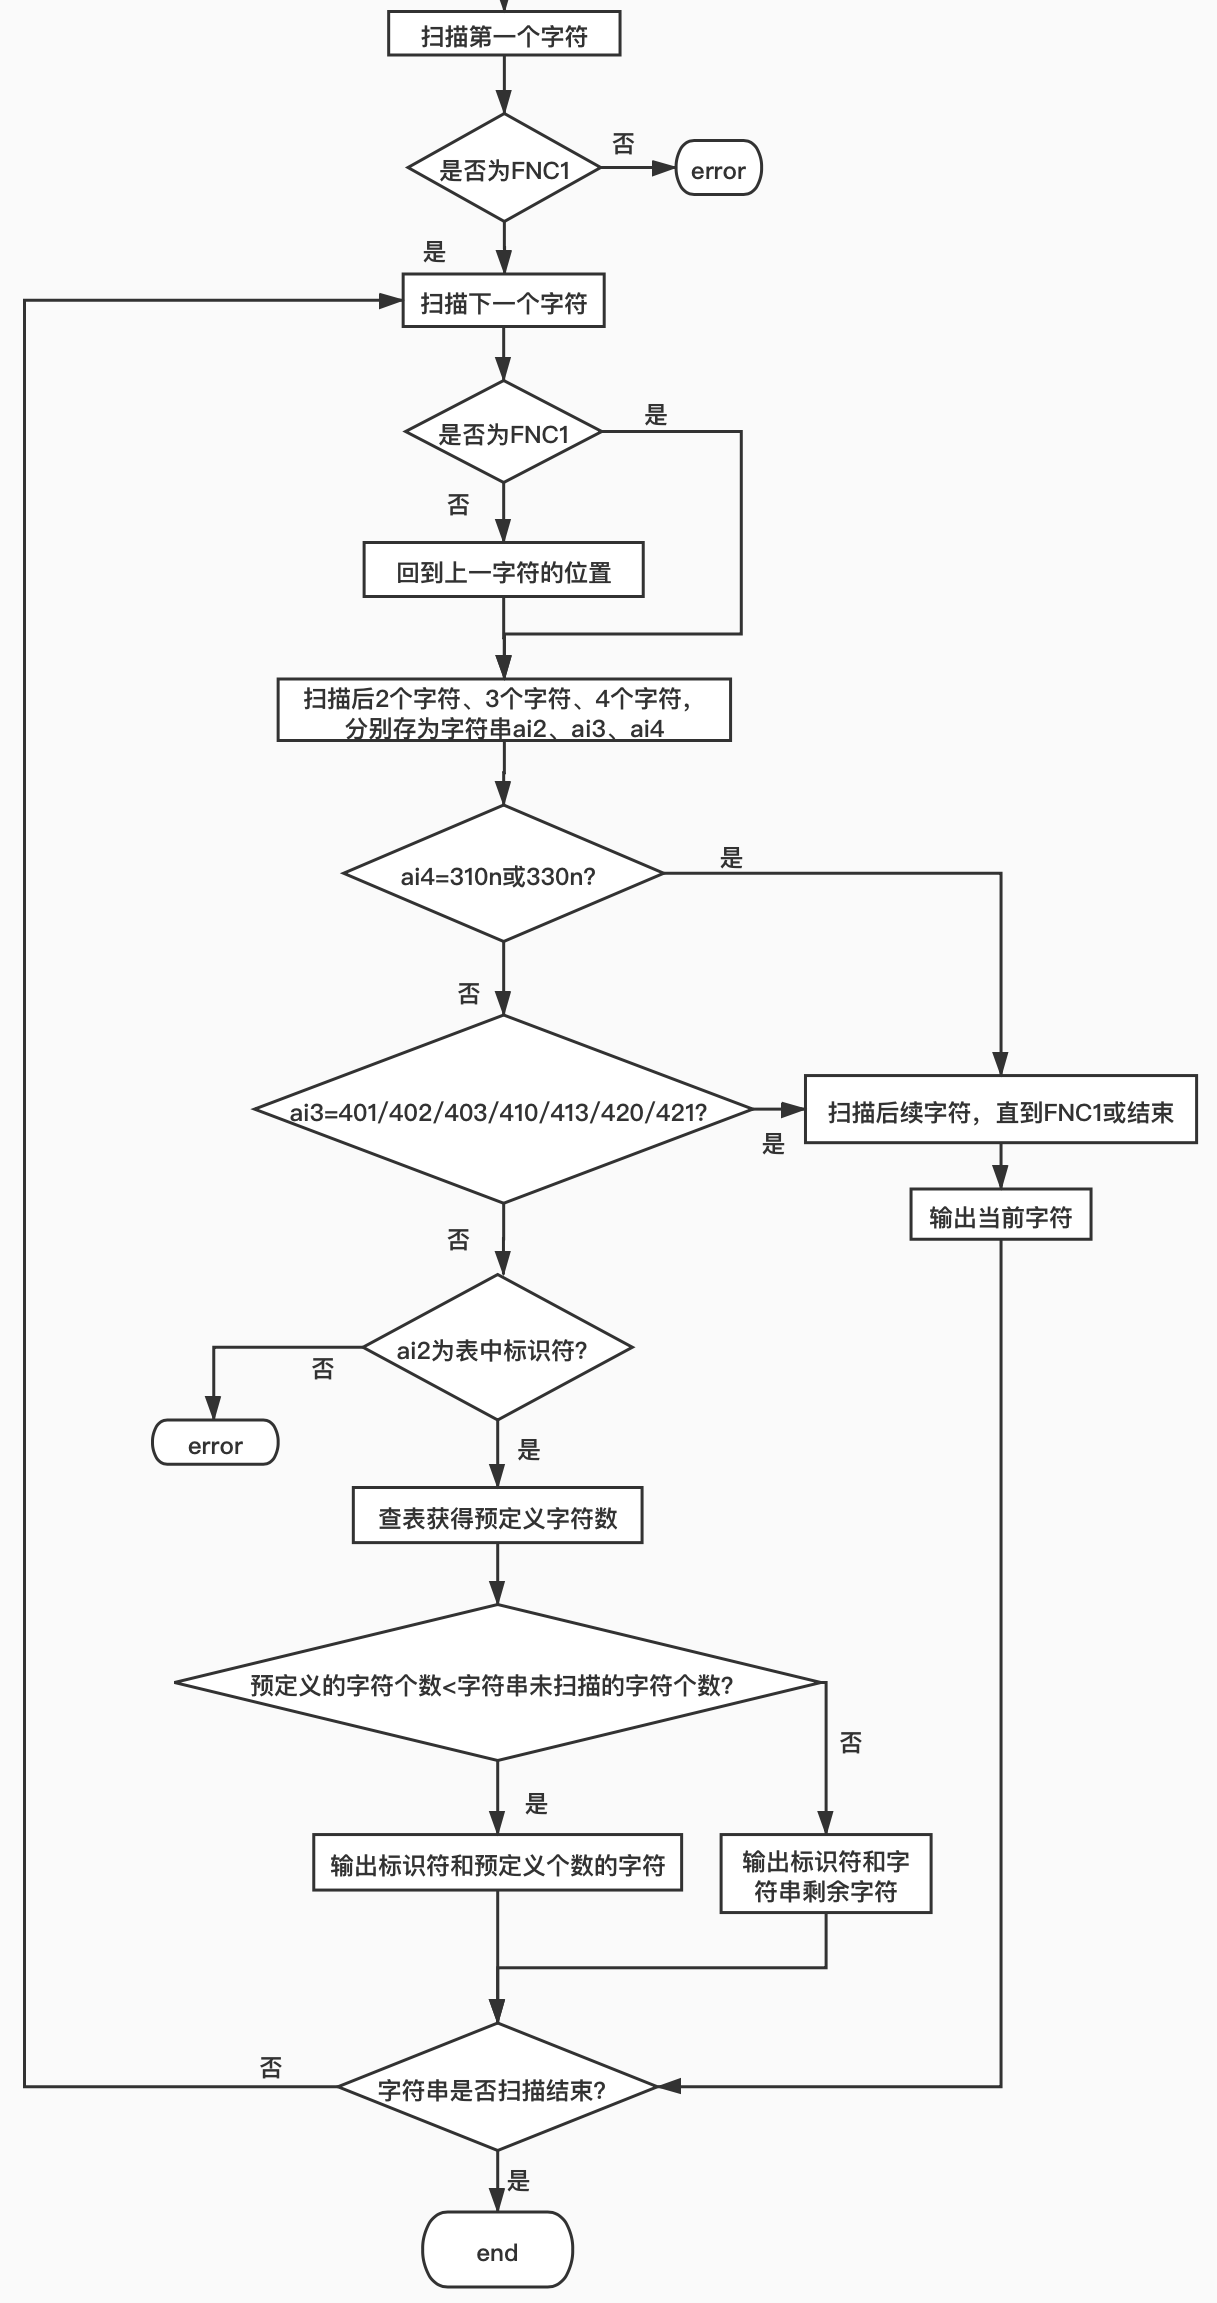 扫描第一个字符
是否为FNC1
否
error
是
扫描下一个字符
是否为FNC1
是
否
回到上一字符的位置
扫描后2个字符、3个字符、4个字符，
分别存为字符串ai2、ai3、ai4
ai4=310n或330n?
是
否
ai3=401/402/403/410/413/420/421?
是
扫描后续字符，直到FNC1或结束
输出当前字符
否
ai2为表中标识符?
否
error
是
查表获得预定义字符数
预定义的字符个数<字符串未扫描的字符个数?
否
是
输出标识符和预定义个数的字符
输出标识符和字
符串剩余字符
字符串是否扫描结束?
否
是
end